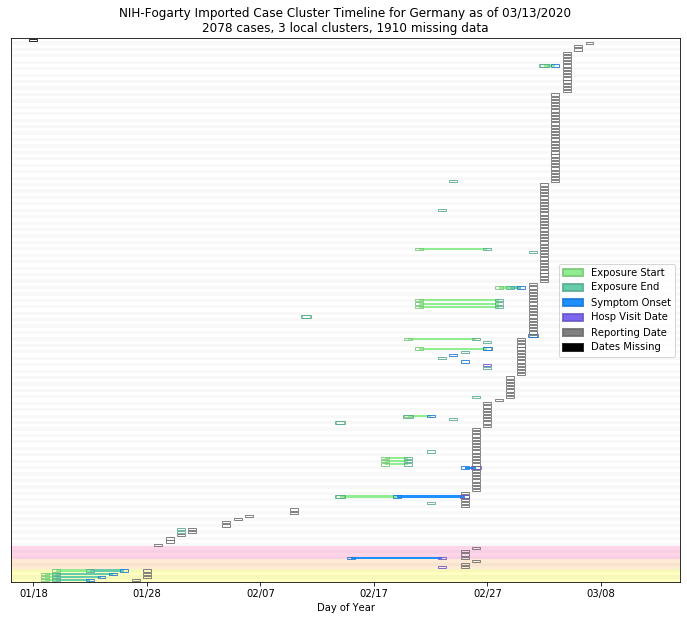 NIH-Fogarty Imported Case Cluster Timeline for Germany as of 03/13/2020
2078 cases, 3 local clusters, 1910 missing data
Exposure Start
Exposure End
Symptom Onset
Hosp Visit Date
Reporting Date
Dates Missing
01/18 01/28 02/07 02/17 02/27 03/08
Day of Year